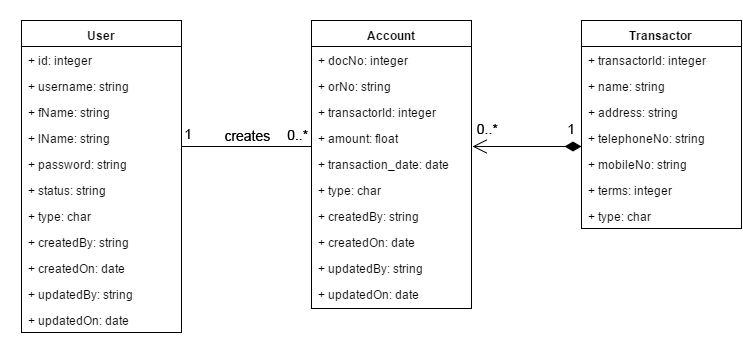 User
+ id: integer
+ username: string
+ fName: string
+ lName: string
+ password: string
+ status: string
+ type: char
+ createdBy: string
+ createdOn: date
+ updatedBy: string
+ updatedOn: date
1 creates 0..*
Account
+ docNo: integer
+ orNo: string
+ transactorId: integer
+ amount: float
+ transaction_date: date
+ type: char
+ createdBy: string
+ createdOn: date
+ updatedBy: string
+ updatedOn: date
0..* 1
Transactor
+ transactorId: integer
+ name: string
+ address: string
+ telephoneNo: string
+ mobileNo: string
+ terms: integer
+ type: char